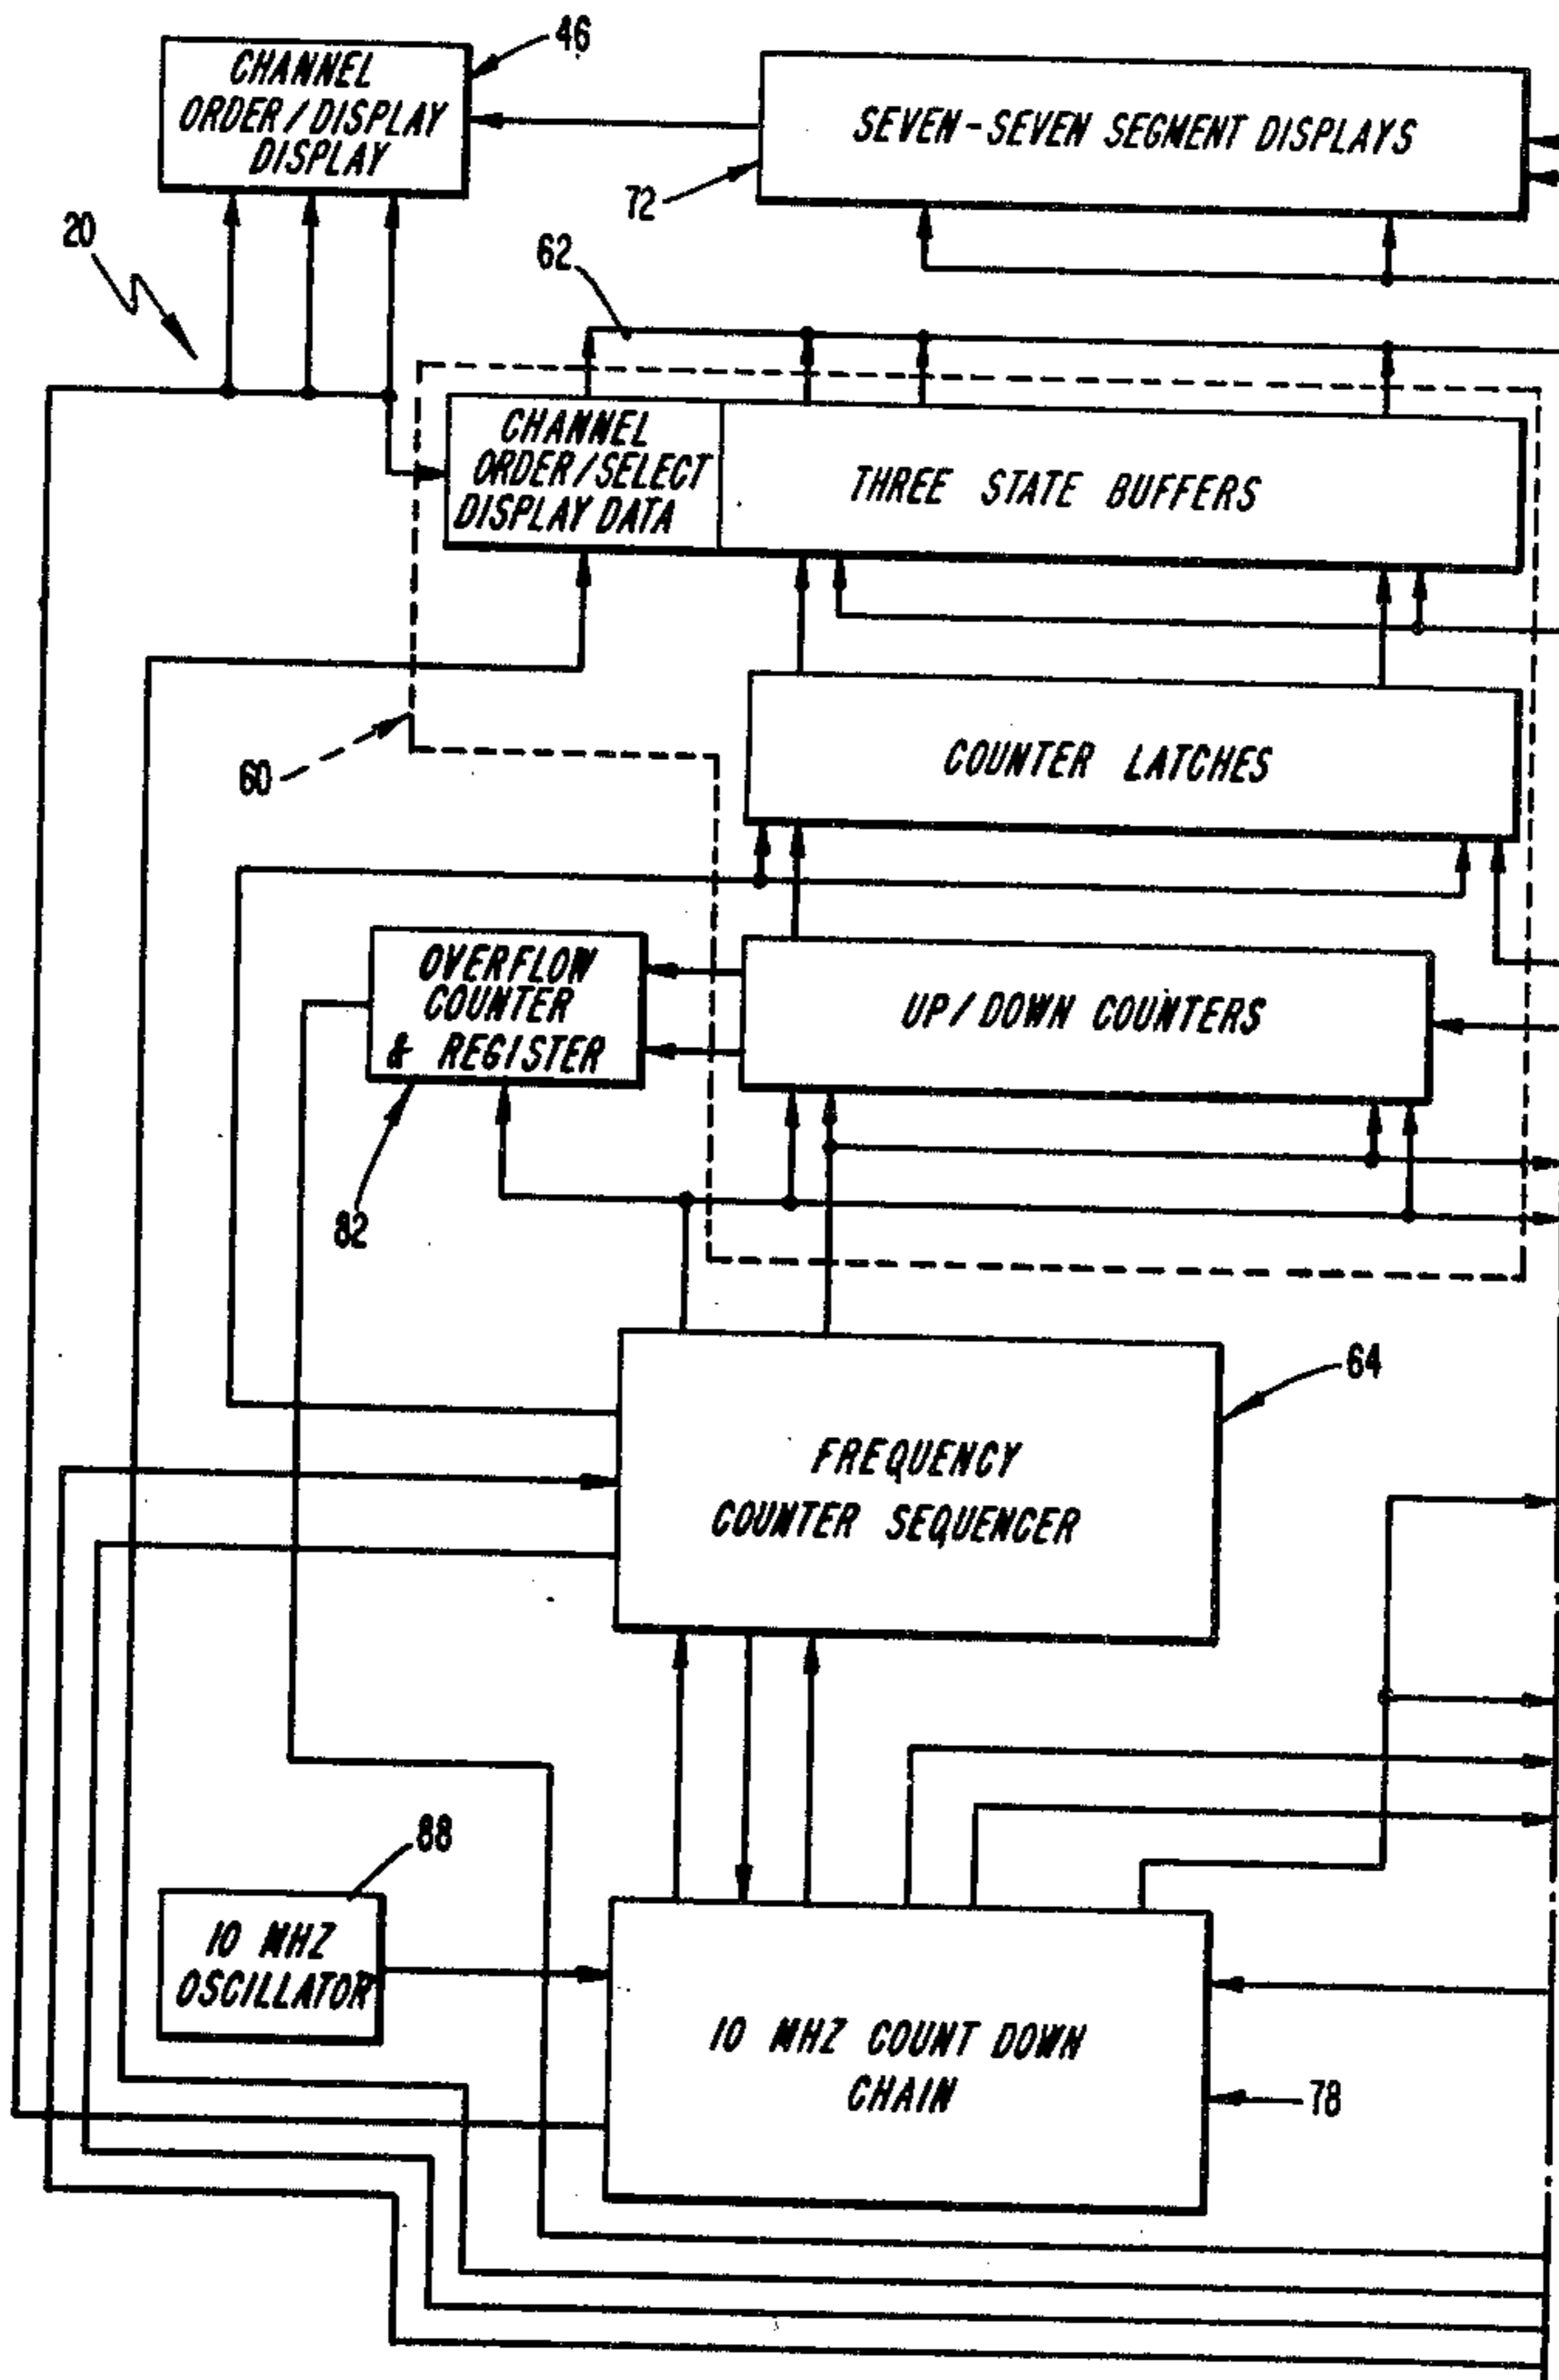 46
CHANNEL
ORDER/DISPLAY
DISPLAY
SEVEN-SEVEN SEGMENT DISPLAYS
72
20
62
CHANNEL
ORDER/SELECT
DISPLAY DATA
THREE STATE BUFFERS
60
COUNTER LATCHES
OVERFLOW
COUNTER
& REGISTER
UP/DOWN COUNTERS
82
64
FREQUENCY
COUNTER SEQUENCER
88
10 MHZ
OSCILLATOR
10 MHZ COUNT DOWN
CHAIN
78